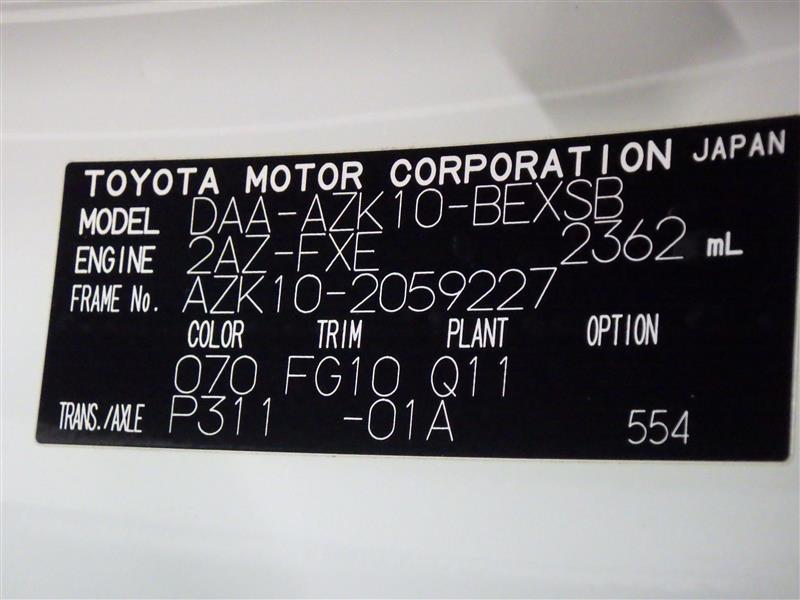 TOYOTA MOTOR CORPORATION JAPAN
MODEL DAA-AZK10-BEXSB
ENGINE 2AZ-FXE 2362 mL
FRAME No. AZK10-2059227
COLOR TRIM PLANT OPTION
070 FG10 Q11
TRANS./AXLE P311 -01A 554